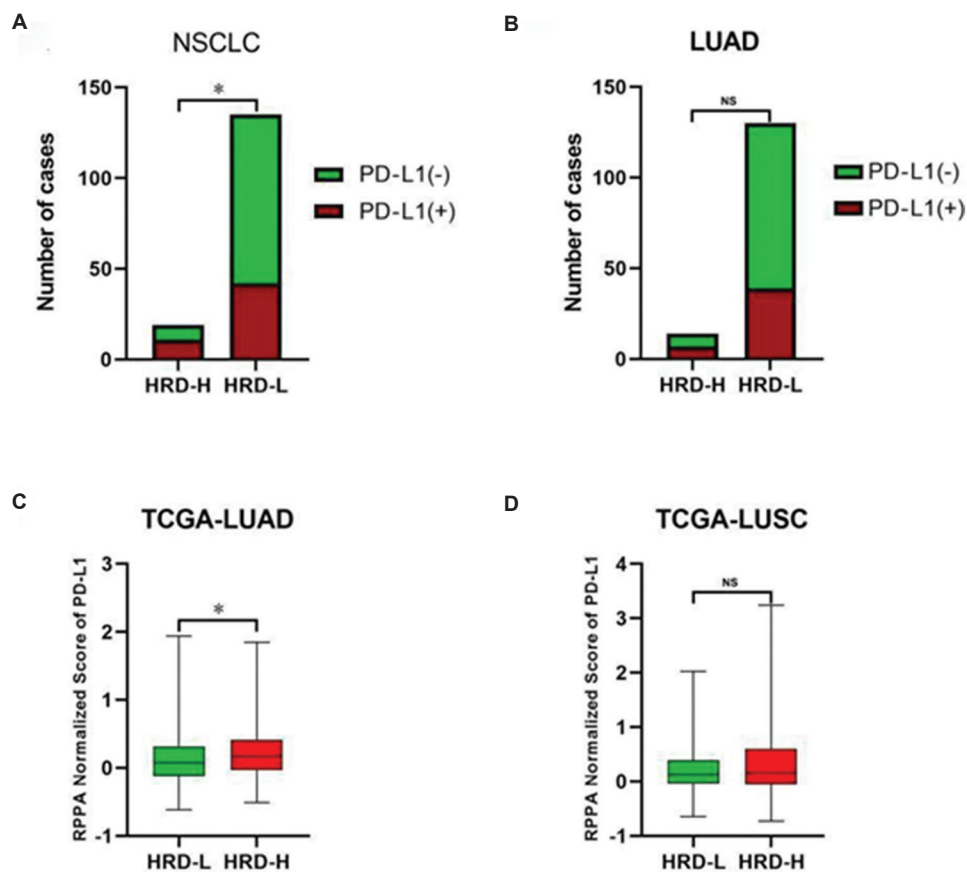 A
NSCLC
Number of cases
150
100
50
0
*
HRD-H HRD-L
PD-L1(-)
PD-L1(+)
B
LUAD
Number of cases
150
100
50
0
NS
HRD-H HRD-L
PD-L1(-)
PD-L1(+)
C
TCGA-LUAD
RPPA Normalized Score of PD-L1
3
2
1
0
-1
*
HRD-L HRD-H
D
TCGA-LUSC
RPPA Normalized Score of PD-L1
4
3
2
1
0
-1
NS
HRD-L HRD-H